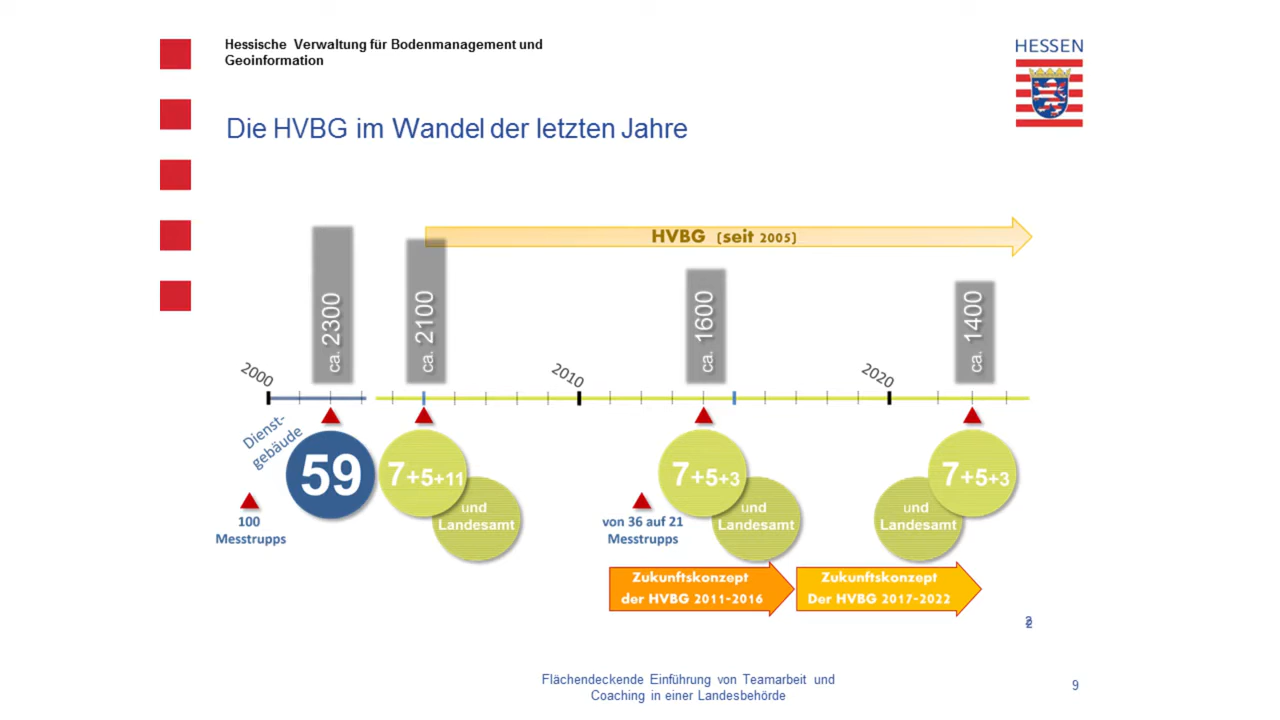 Hessische Verwaltung für Bodenmanagement und
Geoinformation
HESSEN
Die HVBG im Wandel der letzten Jahre
HVBG (seit 2005)
ca. 2300
ca. 2100
ca. 1600
ca. 1400
2000
2010
2020
Dienst-
gebäude
59
7+5+11
7+5+3
7+5+3
und
Landesamt
und
Landesamt
und
Landesamt
100
Messtrupps
von 36 auf 21
Messtrupps
Zukunftskonzept
der HVBG 2011-2016
Zukunftskonzept
Der HVBG 2017-2022
Flächendeckende Einführung von Teamarbeit und
Coaching in einer Landesbehörde
9